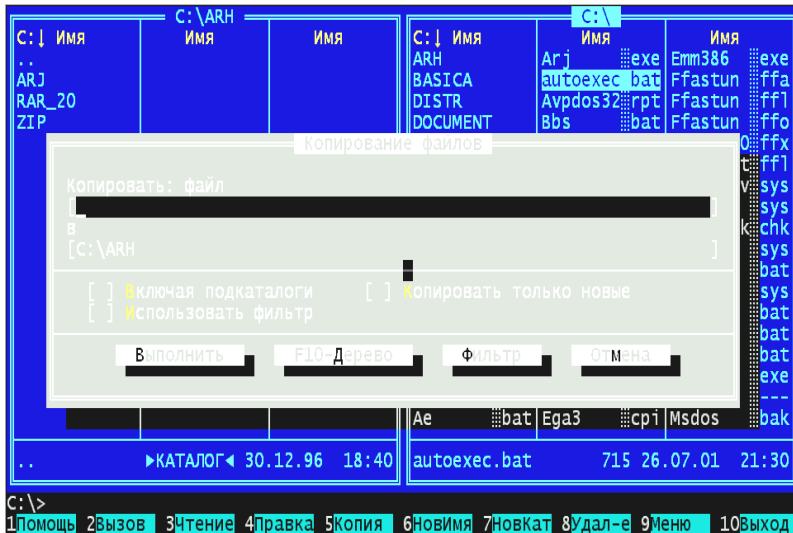 C:\ARH C:\
C:↓ Имя Имя Имя C:↓ Имя Имя Имя
.. ARH Arj exe Emm386 exe
ARJ BASICA autoexec bat Ffastun ffa
RAR_20 DISTR Avpdos32 rpt Ffastun ffl
ZIP DOCUMENT Bbs bat Ffastun ffo
Копирование файлов O ffx
t ffl
Копировать: файл v sys
[ ] sys
в k chk
[C:\ARH ] sys
bat
[ ] Включая подкаталоги [ ] Копировать только новые sys
[ ] Использовать фильтр bat
bat
Выполнить F10-Дерево Фильтр Отмена bat
exe
---
Ae bat Ega3 cpi Msdos bak
.. ►КАТАЛОГ◄ 30.12.96 18:40 autoexec.bat 715 26.07.01 21:30
C:\>
1Помощь 2Вызов 3Чтение 4Правка 5Копия 6НовИмя 7НовКат 8Удал-е 9Меню 10Выход